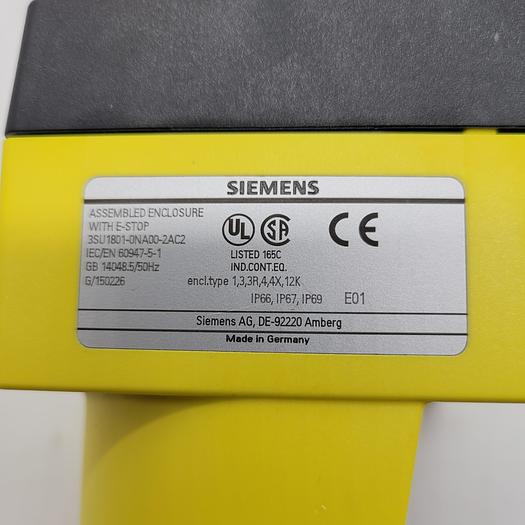 SIEMENS
ASSEMBLED ENCLOSURE
WITH E-STOP
3SU1801-0NA00-2AC2
IEC/EN 60947-5-1
GB 14048.5/50Hz
G/150226
UL SA CE
LISTED 165C
IND.CONT.EQ.
encl.type 1,3,3R,4,4X,12K
IP66, IP67, IP69 E01
Siemens AG, DE-92220 Amberg
Made in Germany